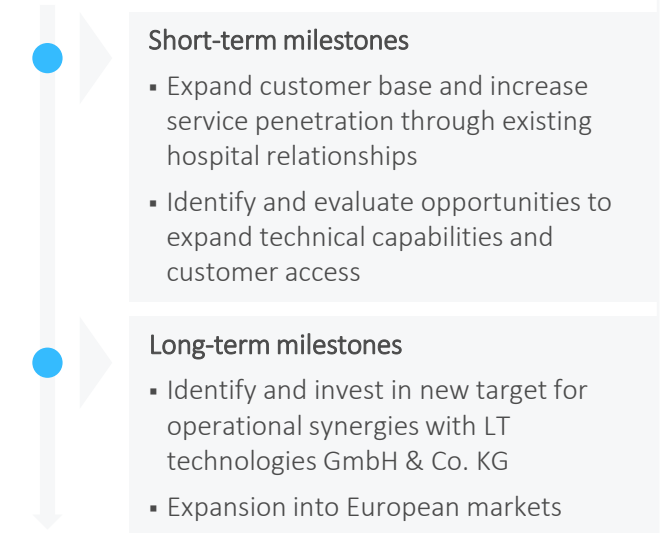 Short-term milestones
▪ Expand customer base and increase
service penetration through existing
hospital relationships
▪ Identify and evaluate opportunities to
expand technical capabilities and
customer access
Long-term milestones
▪ Identify and invest in new target for
operational synergies with LT
technologies GmbH & Co. KG
▪ Expansion into European markets